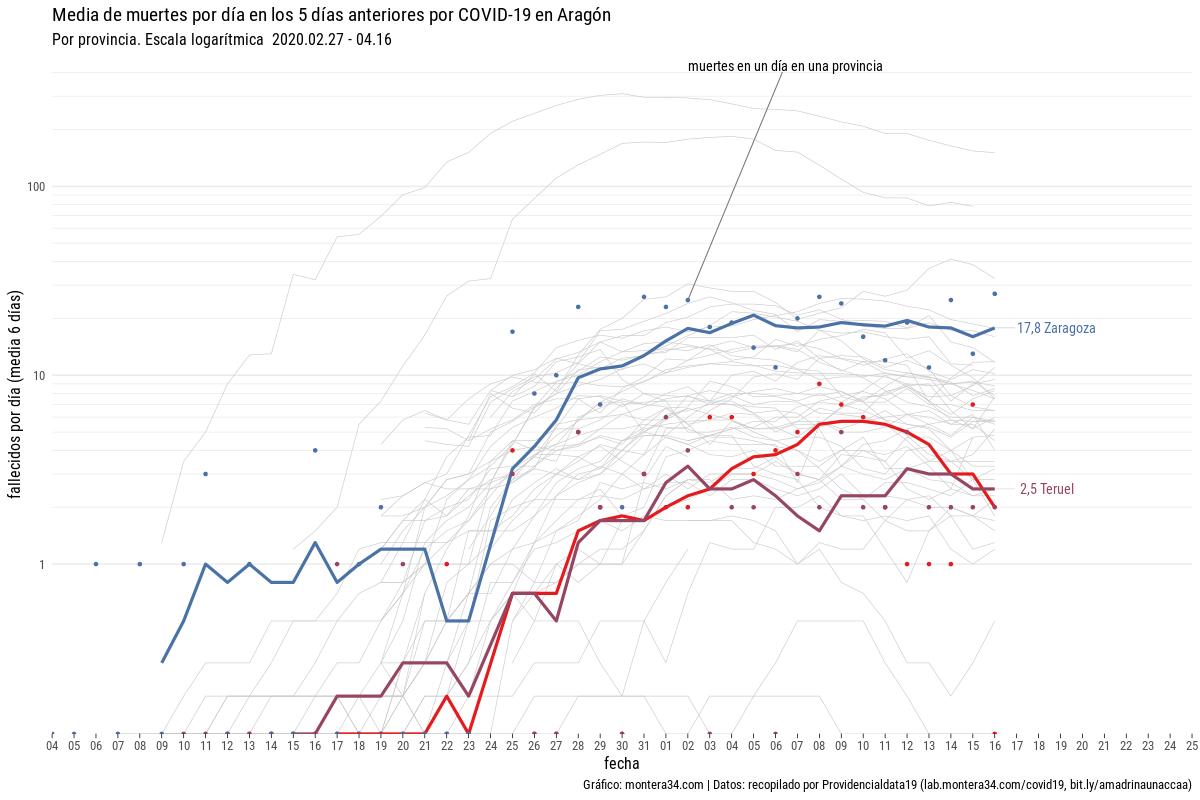 Media de muertes por día en los 5 días anteriores por COVID-19 en Aragón
Por provincia. Escala logarítmica  2020.02.27 - 04.16
muertes en un día en una provincia
fallecidos por día (media 6 días)
100
10
1
17,8 Zaragoza
2,5 Teruel
04 05 06 07 08 09 10 11 12 13 14 15 16 17 18 19 20 21 22 23 24 25 26 27 28 29 30 31 01 02 03 04 05 06 07 08 09 10 11 12 13 14 15 16 17 18 19 20 21 22 23 24 25
fecha
Gráfico: montera34.com | Datos: recopilado por Providencialdata19 (lab.montera34.com/covid19, bit.ly/amadrinaunaccaa)